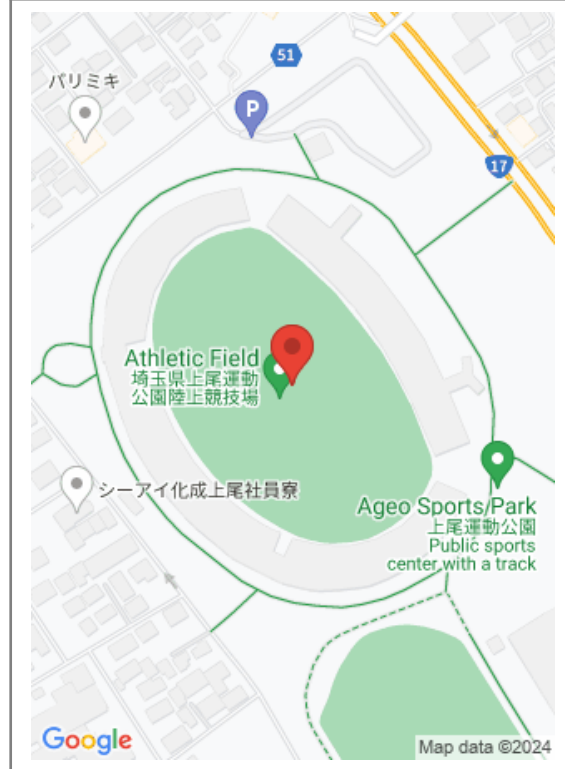 51
パリミキ
P
17
Athletic Field
埼玉県上尾運動
公園陸上競技場
シーアイ化成上尾社員寮
Ageo Sports Park
上尾運動公園
Public sports
center with a track
Google
Map data ©2024